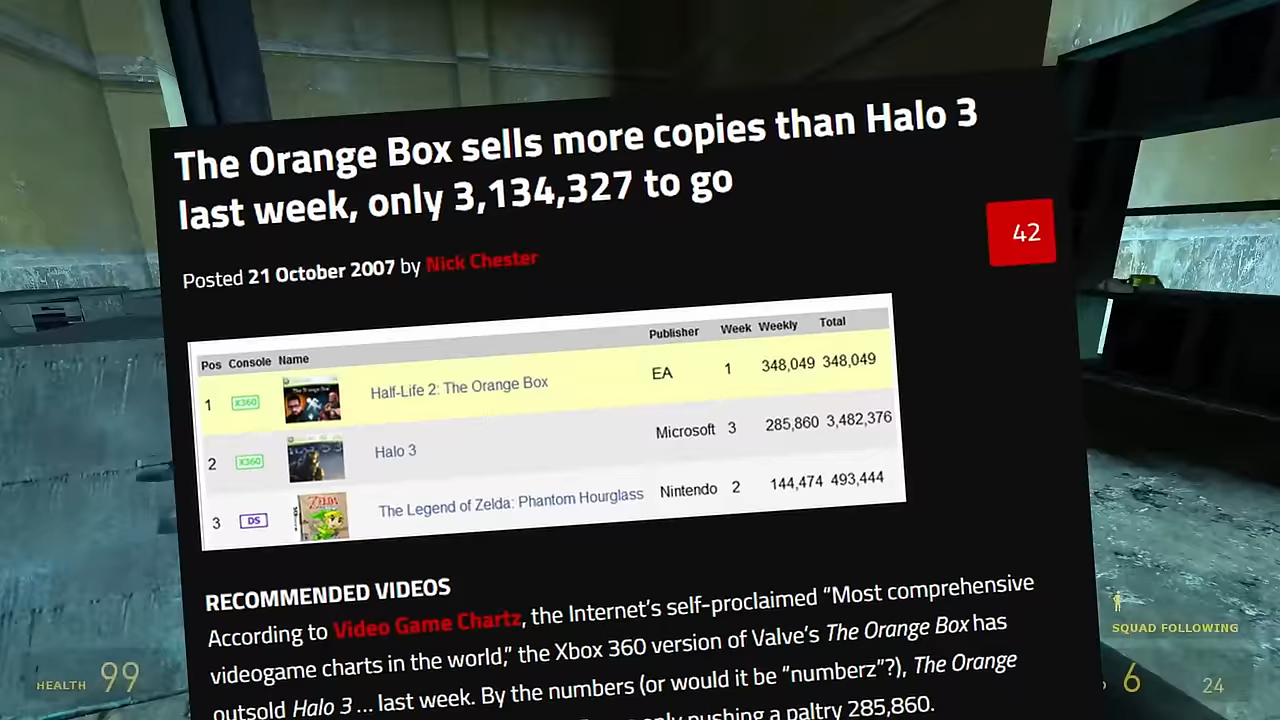 The Orange Box sells more copies than Halo 3
last week, only 3,134,327 to go
42
Posted 21 October 2007 by Nick Chester
Pos Console Name Publisher Week Weekly Total
1 X360 Half-Life 2: The Orange Box EA 1 348,049 348,049
2 X360 Halo 3 Microsoft 3 285,860 3,482,376
3 DS The Legend of Zelda: Phantom Hourglass Nintendo 2 144,474 493,444
RECOMMENDED VIDEOS
According to Video Game Chartz, the Internet's self-proclaimed “Most comprehensive
videogame charts in the world,” the Xbox 360 version of Valve's The Orange Box has
outsold Halo 3 … last week. By the numbers (or would it be “numberz”?), The Orange
only pushing a paltry 285,860.
SQUAD FOLLOWING
HEALTH 99
6 24